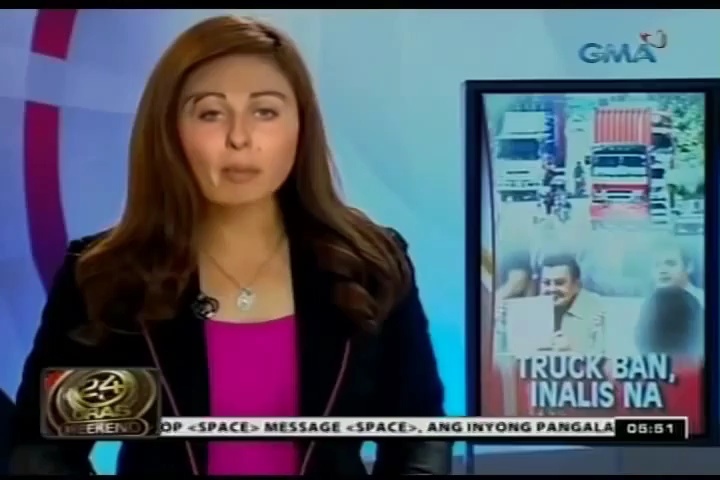 GMA
TRUCK BAN,
INALIS NA
24
ORAS
WEEKEND
OP <SPACE> MESSAGE <SPACE>, ANG INYONG PANGALA
05:51